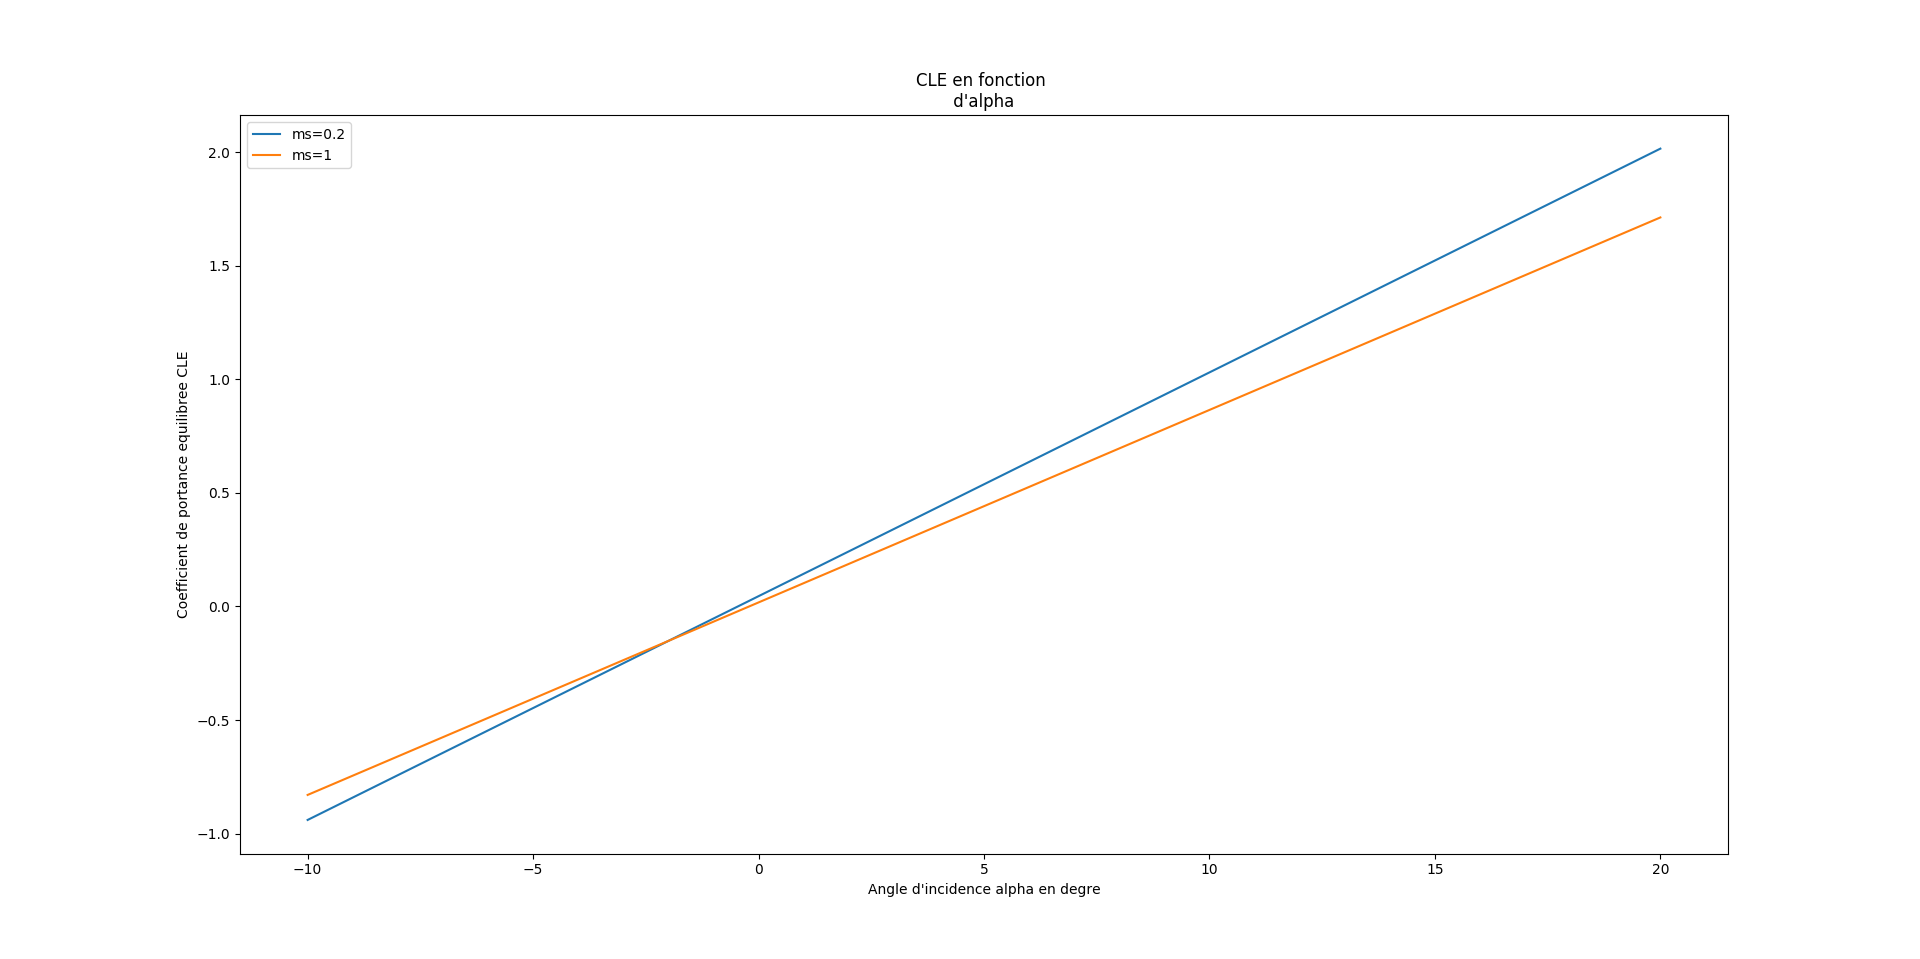 CLE en fonction
d'alpha
ms=0.2
ms=1
2.0
1.5
1.0
0.5
0.0
−0.5
−1.0
Coefficient de portance equilibree CLE
−10 −5 0 5 10 15 20
Angle d'incidence alpha en degre